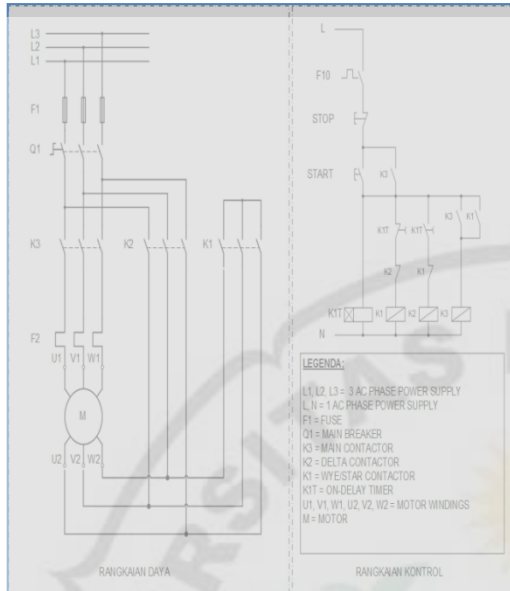 L3
L2
L1
F1
Q1
K3 K2 K1
F2
U1 V1 W1
M
U2 V2 W2
RANGKAIAN DAYA
L
F10
STOP
START K3
K1T K1T K3 K1
K2 K1
K1T K1 K2 K3
N
LEGENDA:
L1, L2, L3 = 3 AC PHASE POWER SUPPLY
L, N = 1 AC PHASE POWER SUPPLY
F1 = FUSE
Q1 = MAIN BREAKER
K3 = MAIN CONTACTOR
K2 = DELTA CONTACTOR
K1 = WYE/STAR CONTACTOR
K1T = ON-DELAY TIMER
U1, V1, W1, U2, V2, W2 = MOTOR WINDINGS
M = MOTOR
RANGKAIAN KONTROL